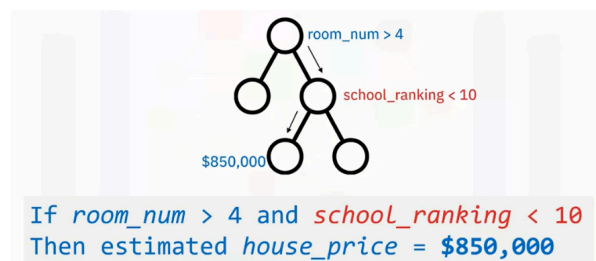 room_num > 4
school_ranking < 10
$850,000
If room_num > 4 and school_ranking < 10
Then estimated house_price = $850,000